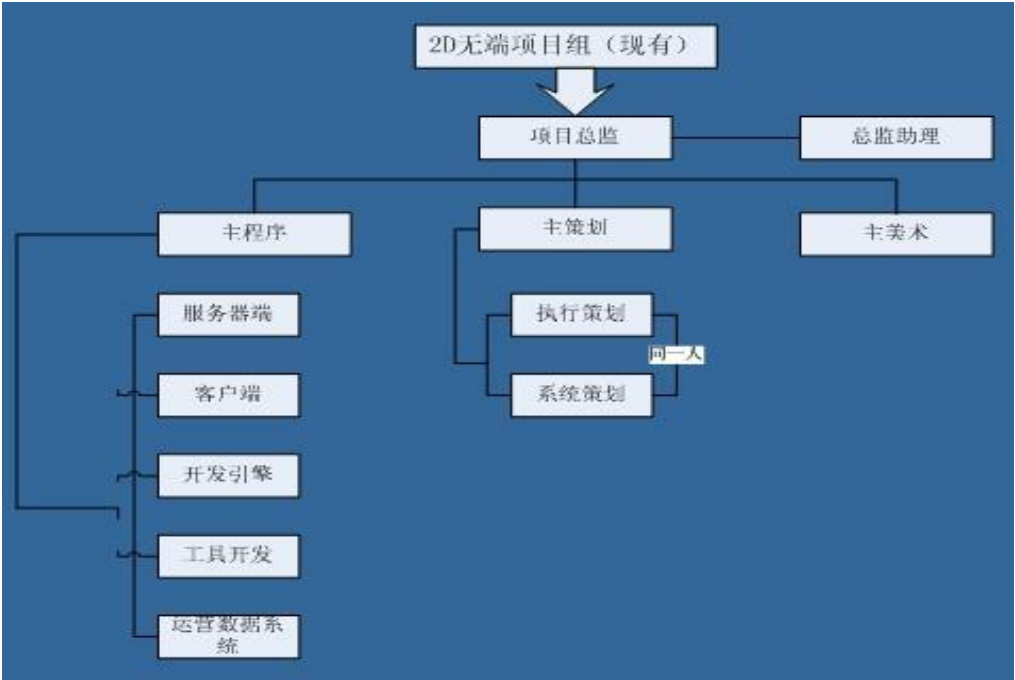 2D无端项目组（现有）
项目总监
总监助理
主程序
主策划
主美术
服务器端
执行策划
同一人
客户端
系统策划
开发引擎
工具开发
运营数据系
统